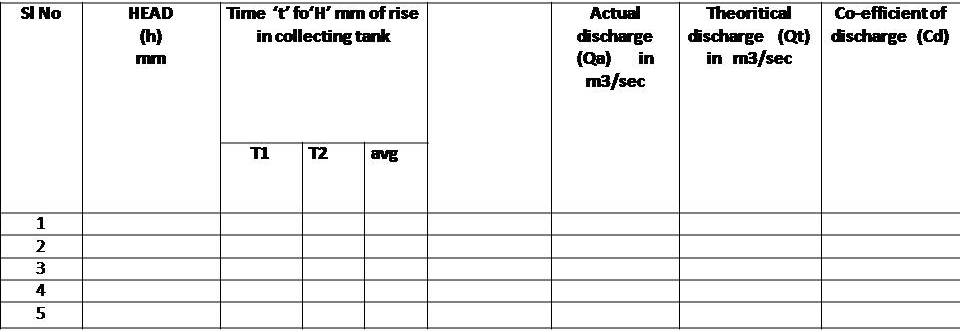 Sl No
HEAD
(h)
mm
Time ‘t’ fo‘H’ mm of rise
in collecting tank
T1 T2 avg
Actual
discharge
(Qa) in
m3/sec
Theoritical
discharge (Qt)
in m3/sec
Co-efficient of
discharge (Cd)
1
2
3
4
5